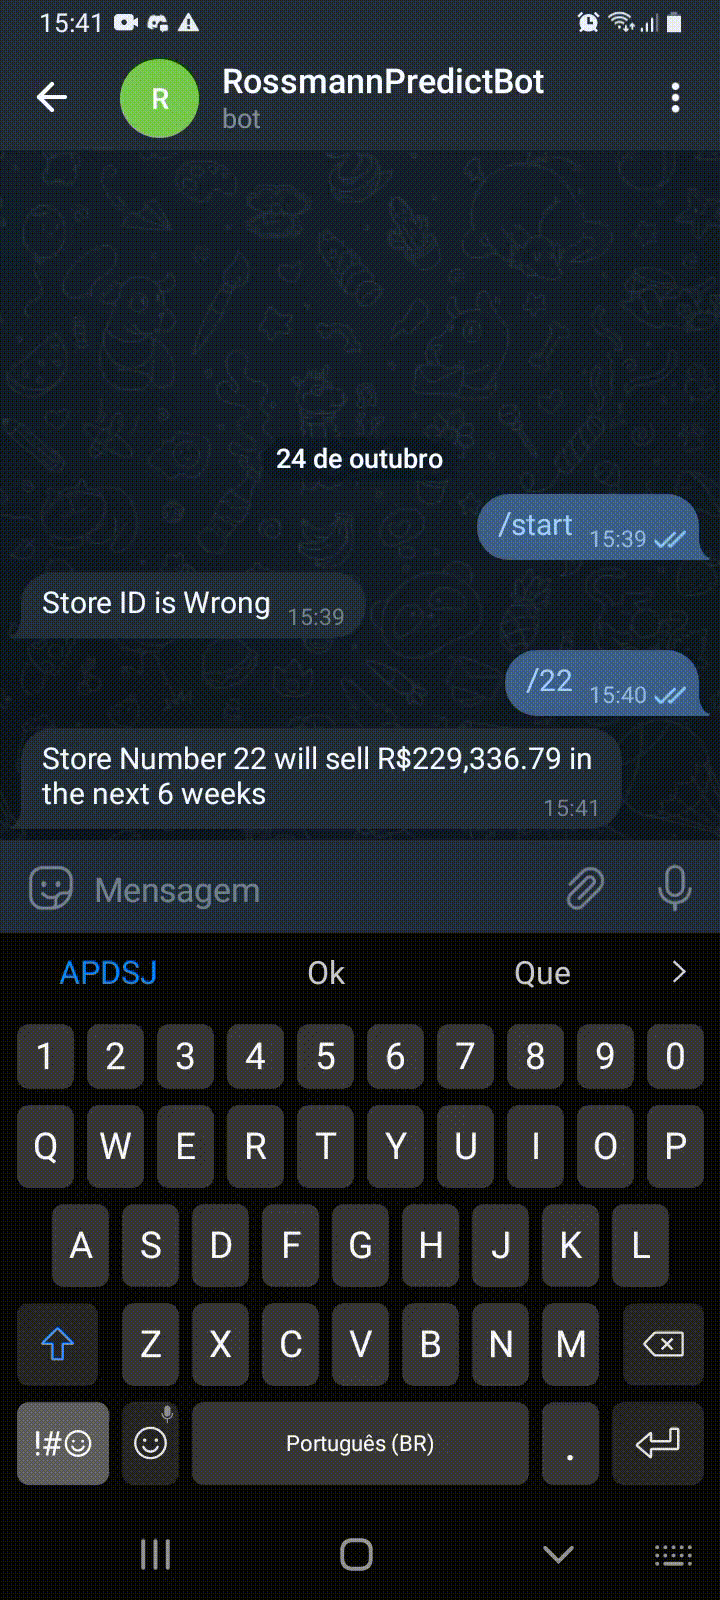 15:41
R
RossmannPredictBot
bot
24 de outubro
/start 15:39
Store ID is Wrong 15:39
/22 15:40
Store Number 22 will sell R$229,336.79 in
the next 6 weeks
15:41
Mensagem
APDSJ Ok Que
1 2 3 4 5 6 7 8 9 0
Q W E R T Y U I O P
A S D F G H J K L
Z X C V B N M
!#☺ Português (BR) .